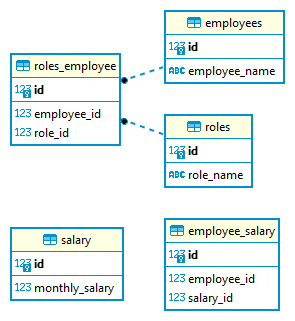 employees
123 id
ABC employee_name
roles_employee
123 id
123 employee_id
123 role_id
roles
123 id
ABC role_name
salary
123 id
123 monthly_salary
employee_salary
123 id
123 employee_id
123 salary_id